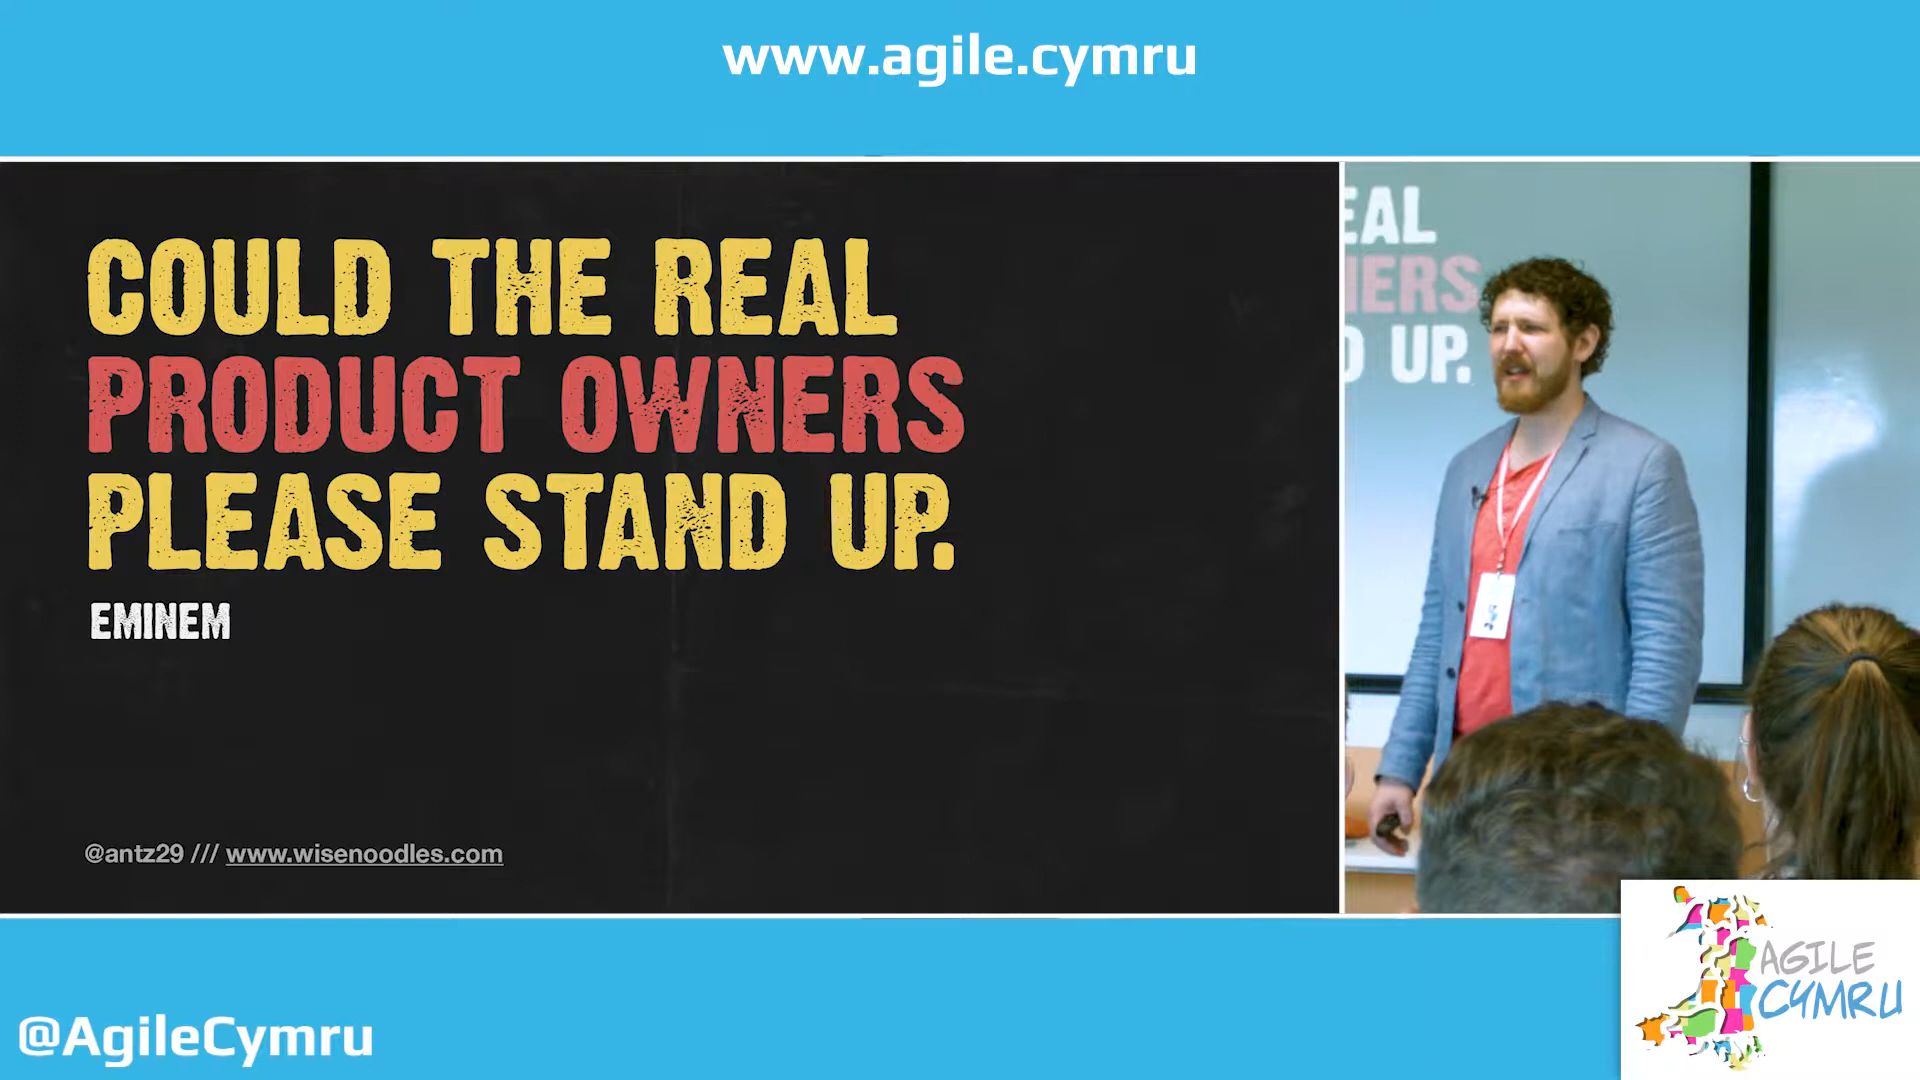 www.agile.cymru
COULD THE REAL
PRODUCT OWNERS
PLEASE STAND UP.
EMINEM
@antz29 /// www.wisenoodles.com
EAL
NERS
D UP.
@AgileCymru
AGILE
CYMRU